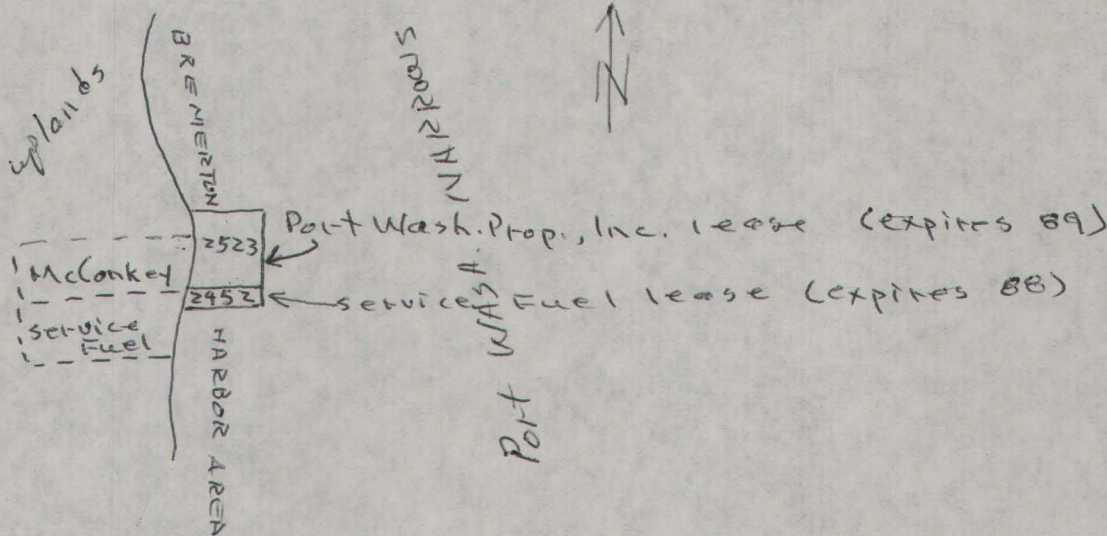 Uplands
BREMERTON
HARBOR AREA
Port WASH. NARROWS
N
2523
Port Wash. Prop., Inc. lease (expires 89)
McConkey
2952
Service Fuel lease (expires 88)
Service
Fuel